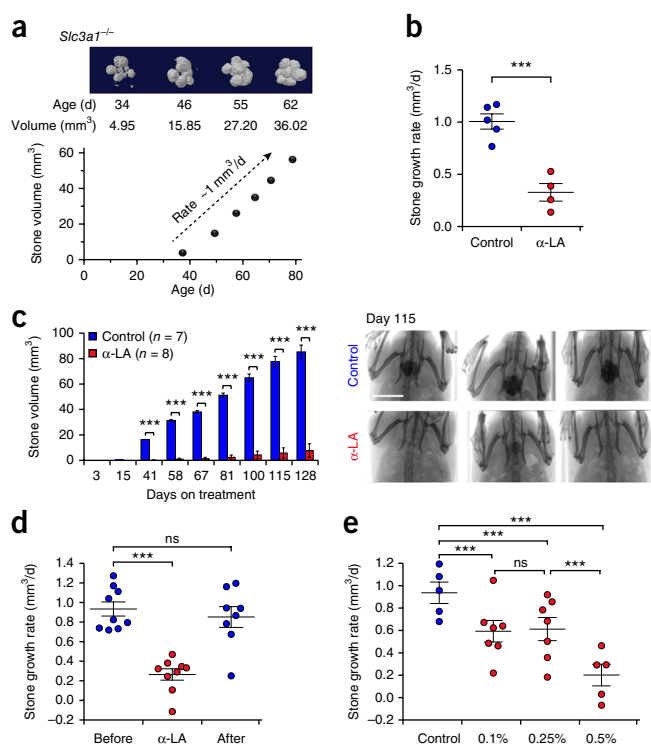 a
Slc3a1–/–
Age (d) 34 46 55 62
Volume (mm3) 4.95 15.85 27.20 36.02
Stone volume (mm3)
60
40
20
0
Rate ~1 mm3/d
0 20 40 60 80
Age (d)
b
***
Stone growth rate (mm3/d)
1.5
1.0
0.5
0.0
Control α-LA
c
Control (n = 7)
α-LA (n = 8)
Stone volume (mm3)
100
80
60
40
20
0
*** *** *** *** *** *** ***
3 15 41 58 67 81 100 115 128
Days on treatment
Day 115
Control
α-LA
d
ns
***
Stone growth rate (mm3/d)
1.4
1.2
1.0
0.8
0.6
0.4
0.2
0.0
–0.2
Before α-LA After
e
***
***
*** ns ***
Stone growth rate (mm3/d)
1.2
1.0
0.8
0.6
0.4
0.2
0.0
–0.2
Control 0.1% 0.25% 0.5%